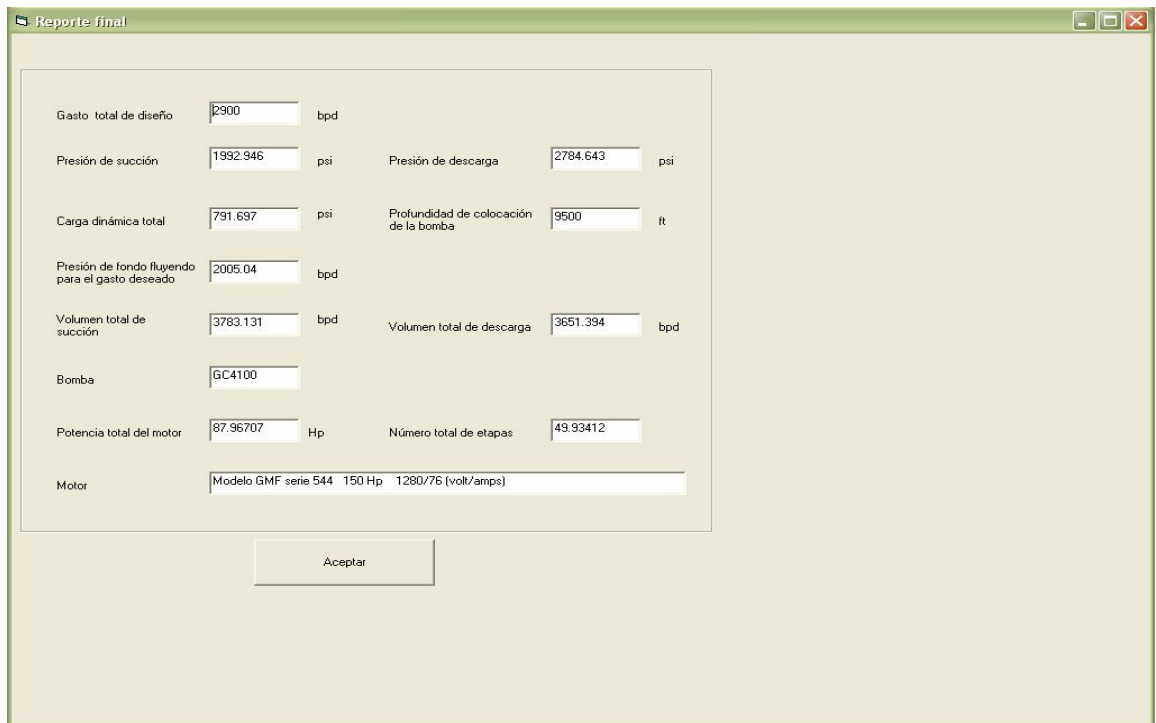 Reporte final
Gasto total de diseño 2900 bpd
Presión de succión 1992.946 psi Presión de descarga 2784.643 psi
Carga dinámica total 791.697 psi Profundidad de colocación
de la bomba 9500 ft
Presión de fondo fluyendo
para el gasto deseado 2005.04 bpd
Volumen total de
succión 3783.131 bpd Volumen total de descarga 3651.394 bpd
Bomba GC4100
Potencia total del motor 87.96707 Hp Número total de etapas 49.93412
Motor Modelo GMF serie 544 150 Hp 1280/76 (volt/amps)
Aceptar